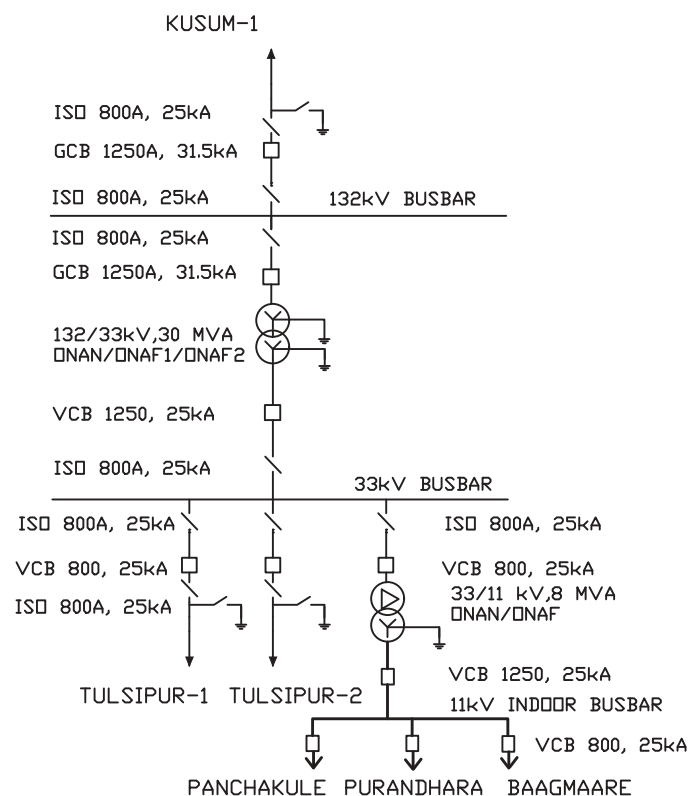 KUSUM-1
ISO 800A, 25kA
GCB 1250A, 31.5kA
ISO 800A, 25kA
132kV BUSBAR
ISO 800A, 25kA
GCB 1250A, 31.5kA
132/33kV,30 MVA
ONAN/ONAF1/ONAF2
VCB 1250, 25kA
ISO 800A, 25kA
33kV BUSBAR
ISO 800A, 25kA
ISO 800A, 25kA
VCB 800, 25kA
VCB 800, 25kA
33/11 kV,8 MVA
ONAN/ONAF
ISO 800A, 25kA
VCB 1250, 25kA
TULSIPUR-1
TULSIPUR-2
11kV INDOOR BUSBAR
VCB 800, 25kA
PANCHAKULE
PURANDHARA
BAAGMAARE